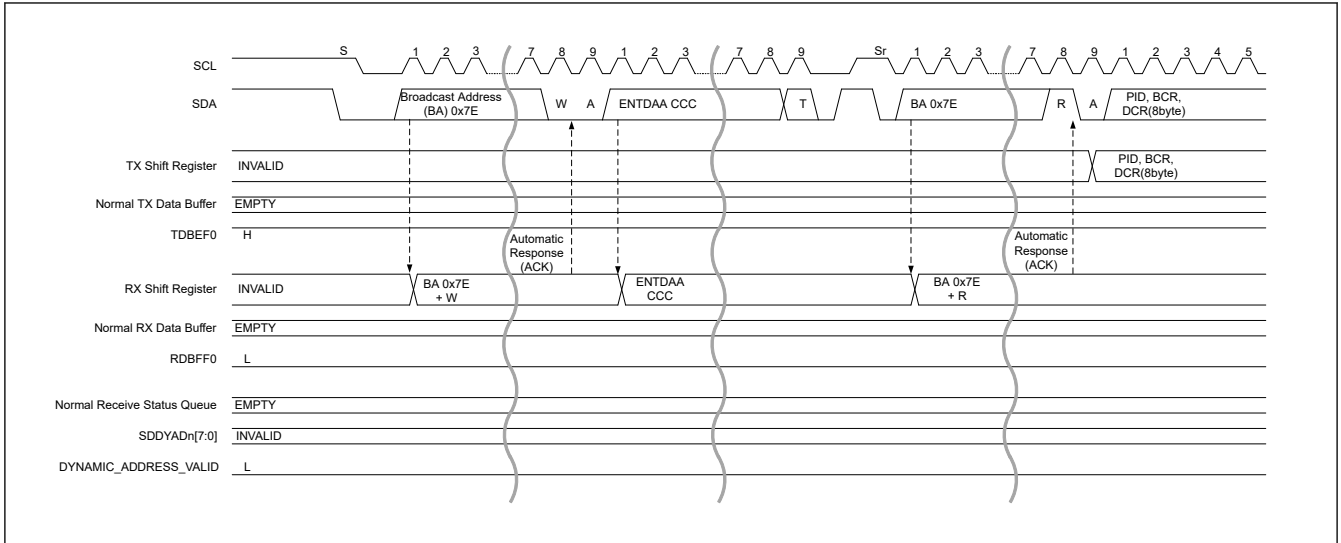 S 1 2 3 7 8 9 1 2 3 7 8 9 Sr 1 2 3 7 8 9 1 2 3 4 5
SCL
SDA
Broadcast Address
(BA) 0x7E
W A ENTDAA CCC T BA 0x7E R A
PID, BCR,
DCR(8byte)
TX Shift Register INVALID
PID, BCR,
DCR(8byte)
Normal TX Data Buffer EMPTY
TDBEF0 H
Automatic
Response
(ACK)
Automatic
Response
(ACK)
RX Shift Register INVALID
BA 0x7E
+ W
ENTDAA
CCC
BA 0x7E
+ R
Normal RX Data Buffer EMPTY
RDBFF0 L
Normal Receive Status Queue EMPTY
SDDYADn[7:0] INVALID
DYNAMIC_ADDRESS_VALID L